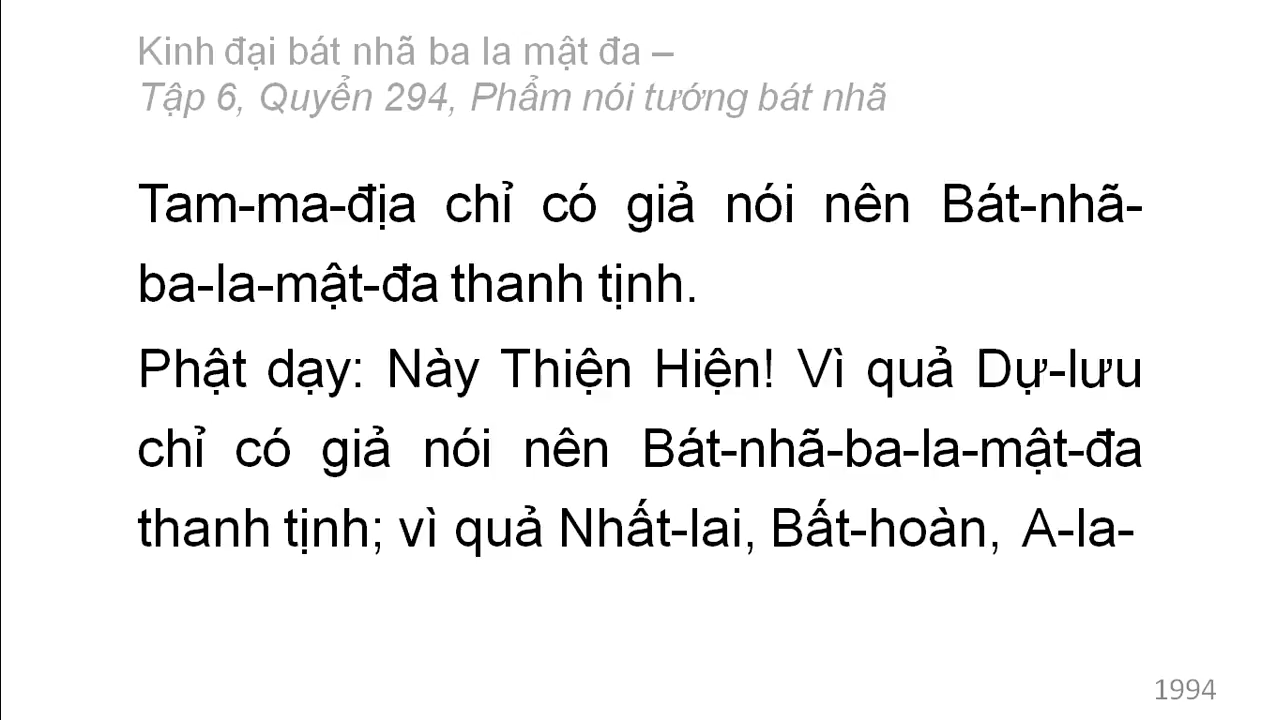 Kinh đại bát nhã ba la mật đa –
Tập 6, Quyển 294, Phẩm nói tướng bát nhã
Tam-ma-địa chỉ có giả nói nên Bát-nhã-
ba-la-mật-đa thanh tịnh.
Phật dạy: Này Thiện Hiện! Vì quả Dự-lưu
chỉ có giả nói nên Bát-nhã-ba-la-mật-đa
thanh tịnh; vì quả Nhất-lai, Bất-hoàn, A-la-
1994